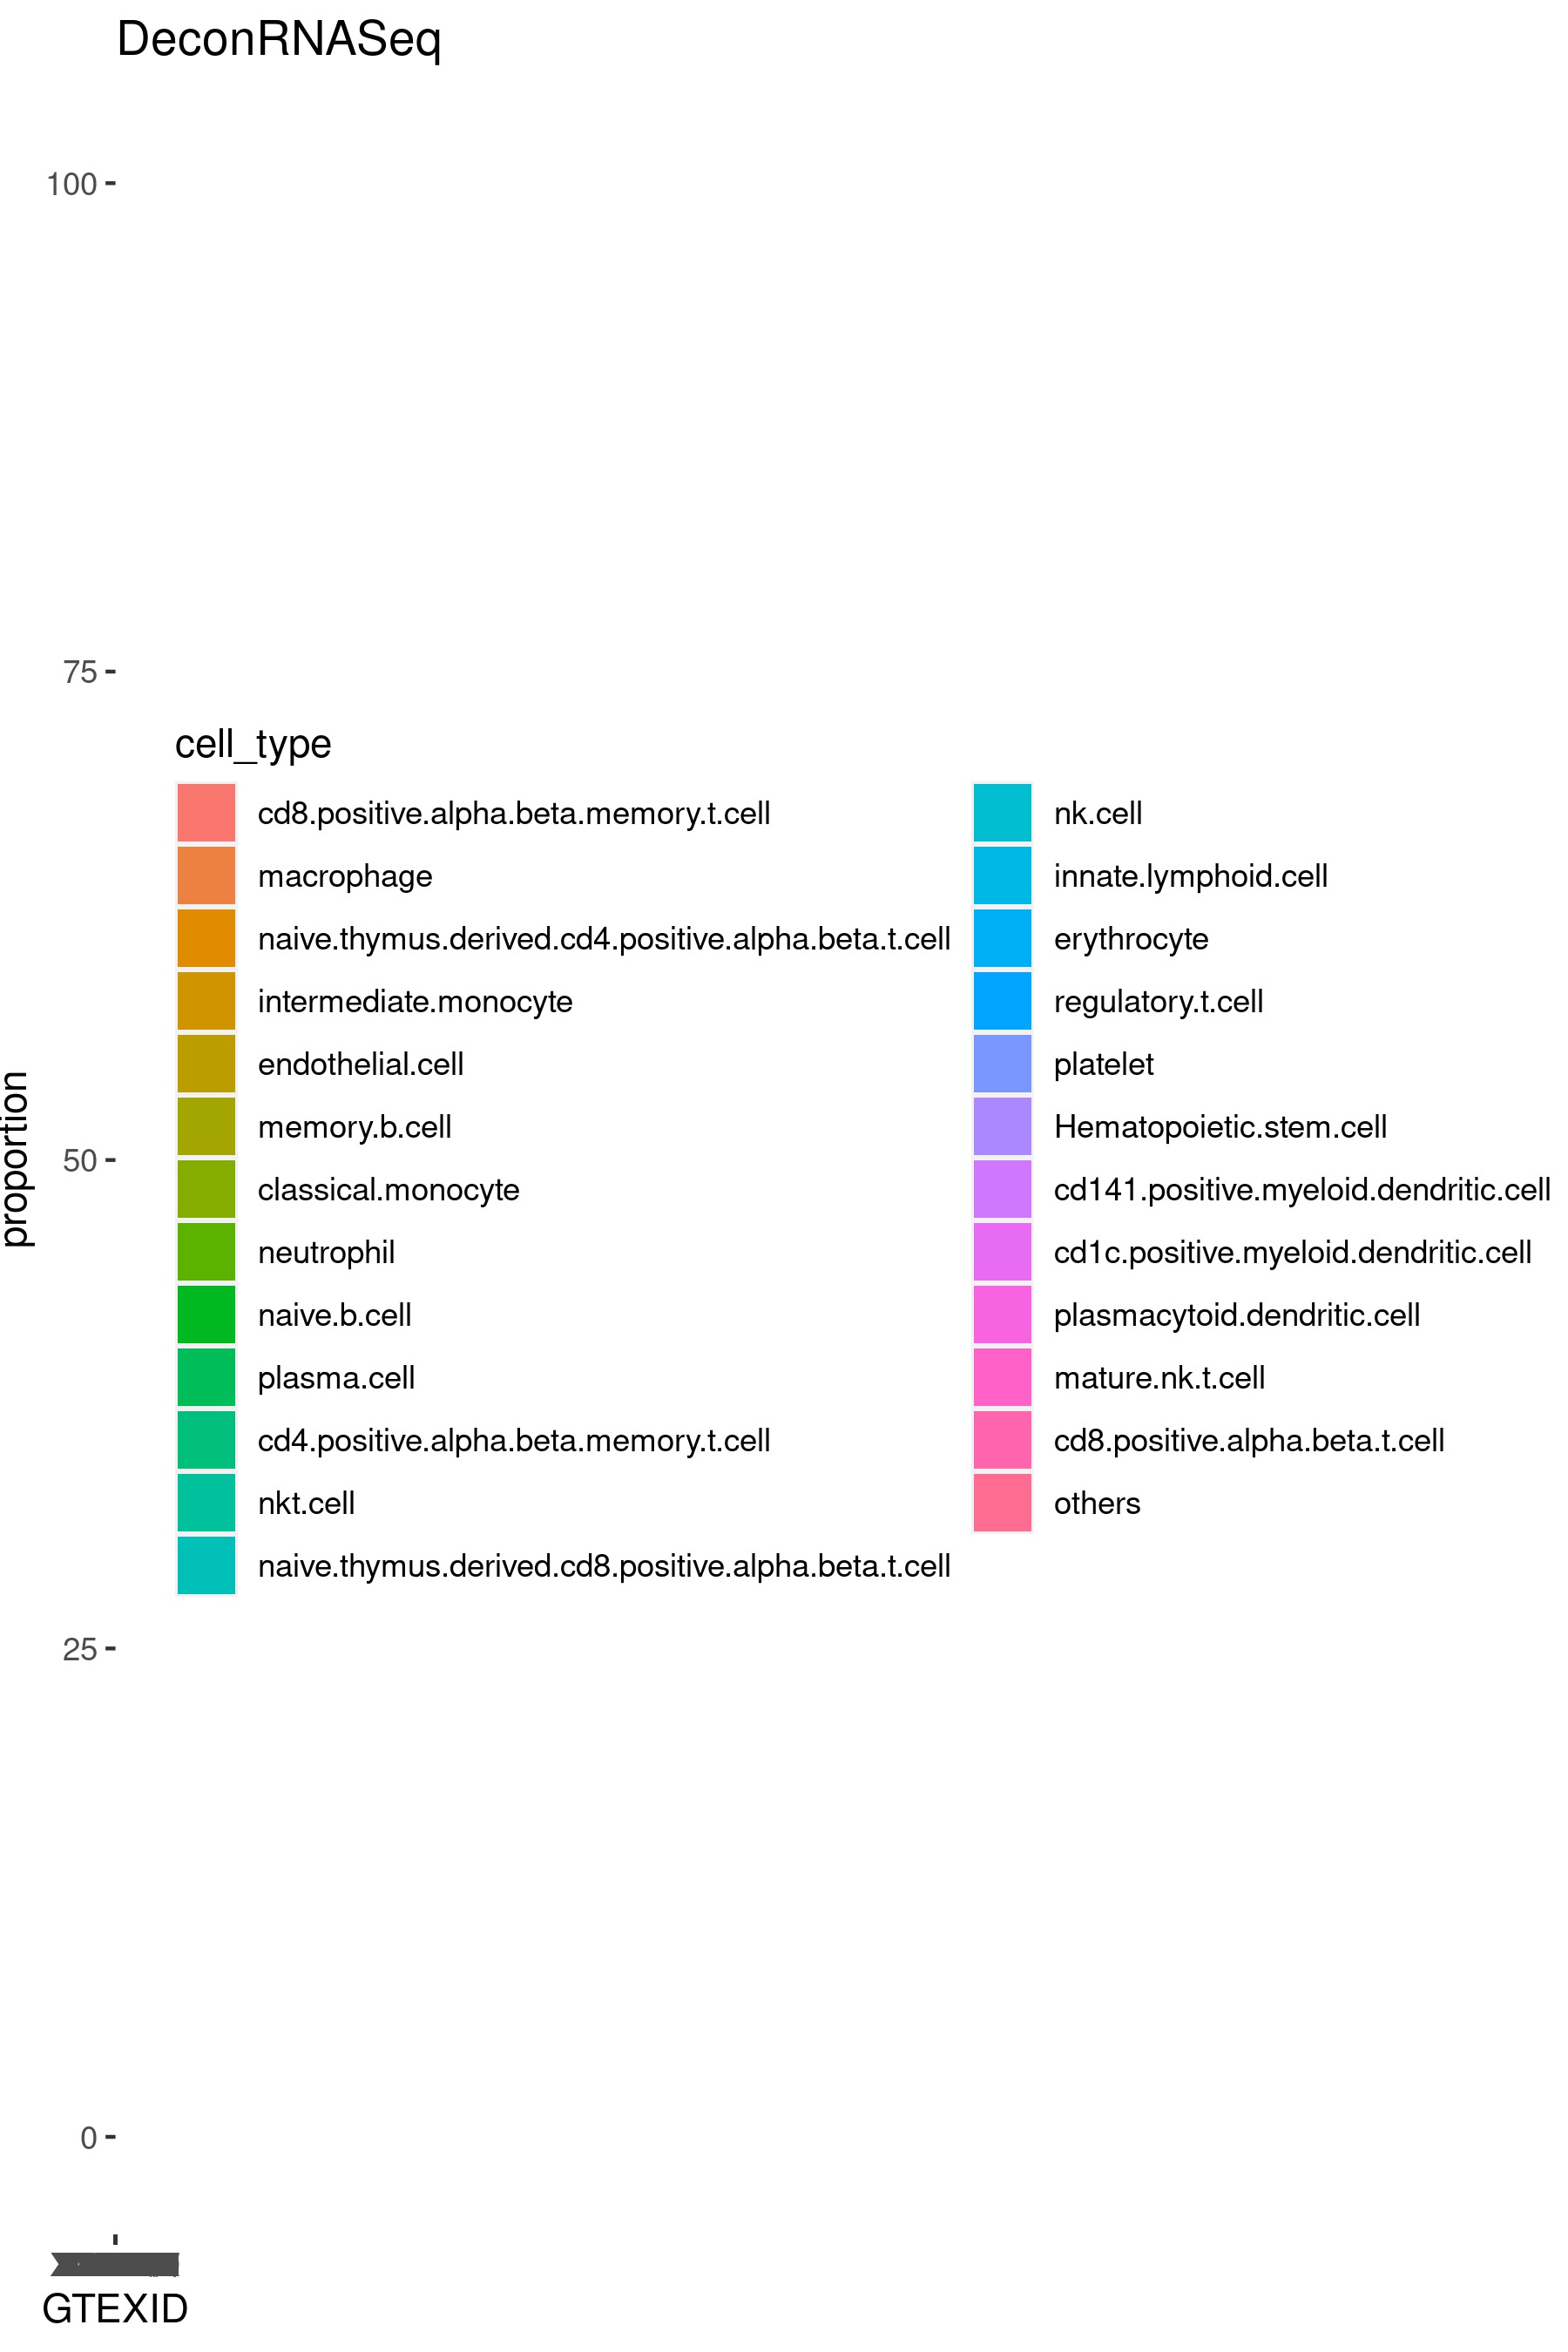 DeconRNASeq
100
75
50
25
0
proportion
cell_type
cd8.positive.alpha.beta.memory.t.cell
macrophage
naive.thymus.derived.cd4.positive.alpha.beta.t.cell
intermediate.monocyte
endothelial.cell
memory.b.cell
classical.monocyte
neutrophil
naive.b.cell
plasma.cell
cd4.positive.alpha.beta.memory.t.cell
nkt.cell
naive.thymus.derived.cd8.positive.alpha.beta.t.cell
nk.cell
innate.lymphoid.cell
erythrocyte
regulatory.t.cell
platelet
Hematopoietic.stem.cell
cd141.positive.myeloid.dendritic.cell
cd1c.positive.myeloid.dendritic.cell
plasmacytoid.dendritic.cell
mature.nk.t.cell
cd8.positive.alpha.beta.t.cell
others
GTEXID